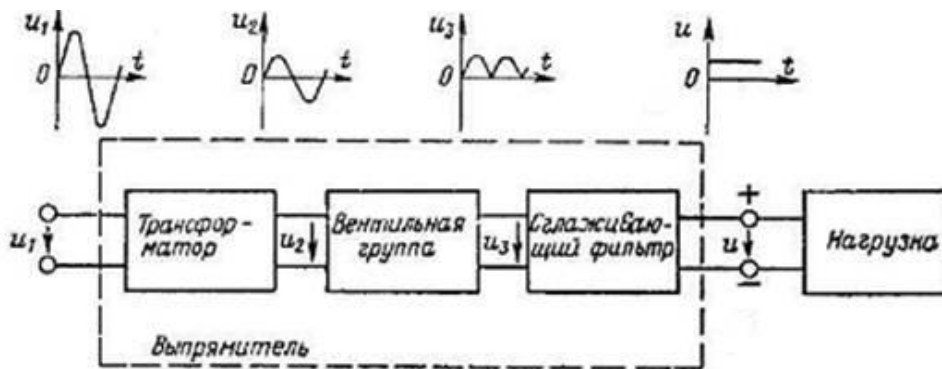 u₁ t 0
u₂ t 0
u₃ t 0
u t 0
u₁
Трансфор-
матор
u₂
Вентильная
группа
u₃
Сглаживаю-
щий фильтр
+
u
−
Нагрузка
Выпрямитель